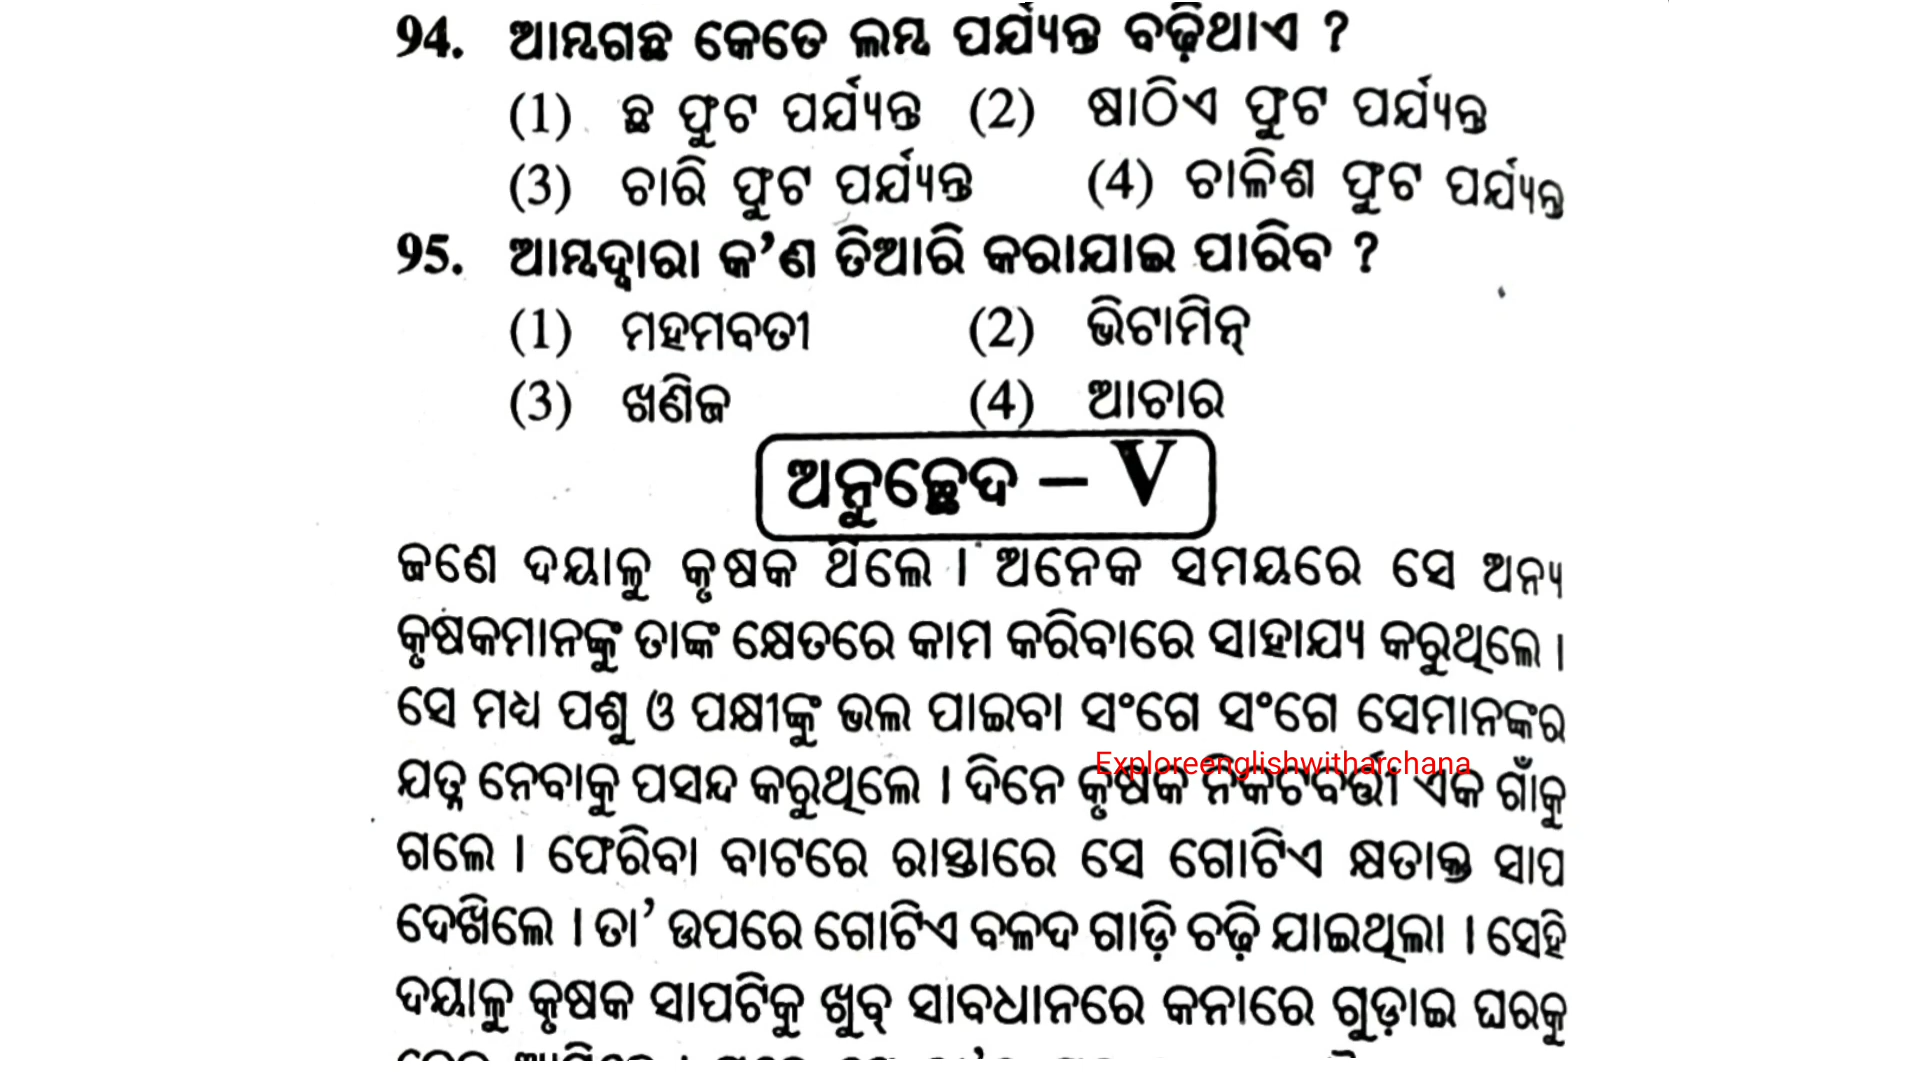 94. ଆମ୍ଭଗଛ କେତେ ଲମ୍ଭ ପର୍ଯ୍ୟନ୍ତ ବଢ଼ିଥାଏ ?
(1) ଛ ଫୁଟ ପର୍ଯ୍ୟନ୍ତ (2) ଷାଠିଏ ଫୁଟ ପର୍ଯ୍ୟନ୍ତ
(3) ଚାରି ଫୁଟ ପର୍ଯ୍ୟନ୍ତ (4) ଚାଳିଶ ଫୁଟ ପର୍ଯ୍ୟନ୍ତ
95. ଆମ୍ଭଦ୍ୱାରା କ'ଣ ତିଆରି କରାଯାଇ ପାରିବ ?
(1) ମହମବତୀ (2) ଭିଟାମିନ୍
(3) ଖଣିଜ (4) ଆଚାର
ଅନୁଚ୍ଛେଦ – V
ଜଣେ ଦୟାଳୁ କୃଷକ ଥିଲେ । ଅନେକ ସମୟରେ ସେ ଅନ୍ୟ
କୃଷକମାନଙ୍କୁ ତାଙ୍କ କ୍ଷେତରେ କାମ କରିବାରେ ସାହାଯ୍ୟ କରୁଥିଲେ ।
ସେ ମଧ୍ୟ ପଶୁ ଓ ପକ୍ଷୀଙ୍କୁ ଭଲ ପାଇବା ସଂଗେ ସଂଗେ ସେମାନଙ୍କର
Exploreenglishwitharchana
ଯତ୍ନ ନେବାକୁ ପସନ୍ଦ କରୁଥିଲେ । ଦିନେ କୃଷକ ନିକଟବର୍ତ୍ତୀ ଏକ ଗାଁକୁ
ଗଲେ । ଫେରିବା ବାଟରେ ରାସ୍ତାରେ ସେ ଗୋଟିଏ କ୍ଷତାକ୍ତ ସାପ
ଦେଖିଲେ । ତା' ଉପରେ ଗୋଟିଏ ବଳଦ ଗାଡ଼ି ଚଢ଼ି ଯାଇଥିଲା । ସେହି
ଦୟାଳୁ କୃଷକ ସାପଟିକୁ ଖୁବ୍ ସାବଧାନରେ କନାରେ ଗୁଡ଼ାଇ ଘରକୁ